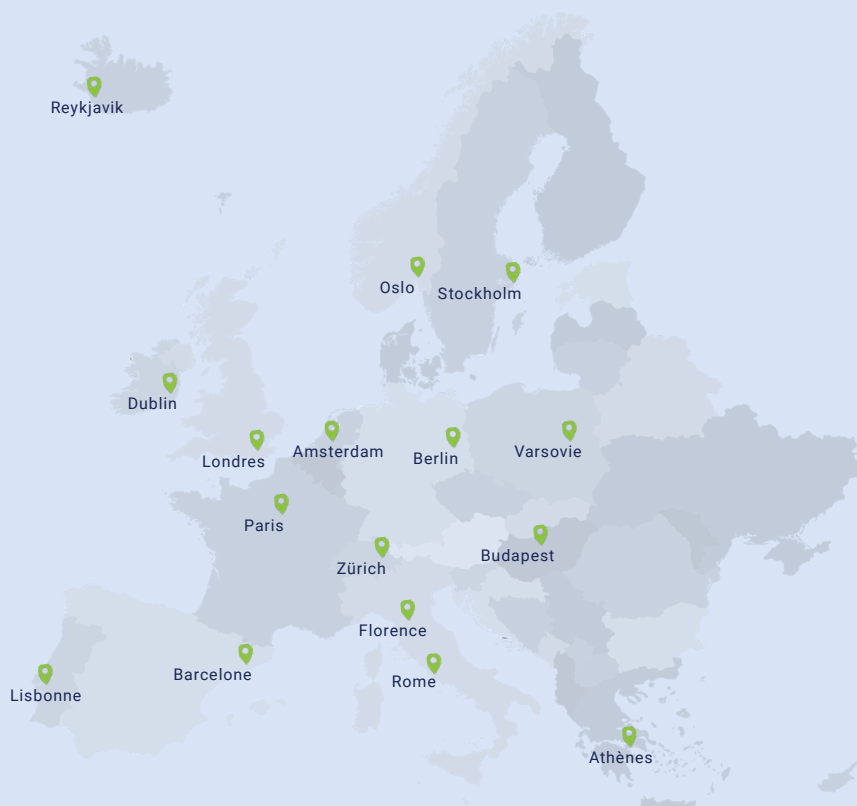 Reykjavik
Oslo
Stockholm
Dublin
Londres
Amsterdam
Berlin
Varsovie
Paris
Zürich
Budapest
Florence
Barcelone
Rome
Lisbonne
Athènes